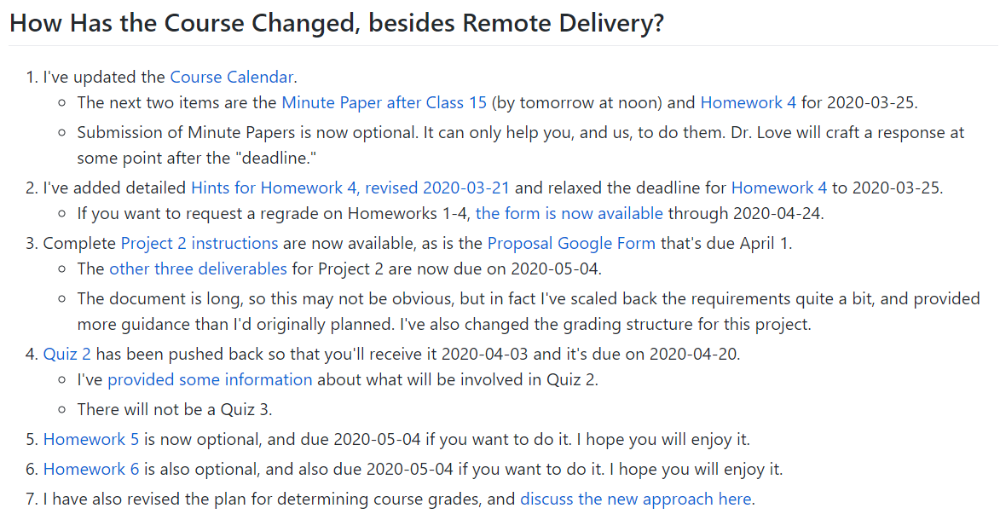 How Has the Course Changed, besides Remote Delivery?
1. I've updated the Course Calendar.
◦ The next two items are the Minute Paper after Class 15 (by tomorrow at noon) and Homework 4 for 2020-03-25.
◦ Submission of Minute Papers is now optional. It can only help you, and us, to do them. Dr. Love will craft a response at
some point after the "deadline."
2. I've added detailed Hints for Homework 4, revised 2020-03-21 and relaxed the deadline for Homework 4 to 2020-03-25.
◦ If you want to request a regrade on Homeworks 1-4, the form is now available through 2020-04-24.
3. Complete Project 2 instructions are now available, as is the Proposal Google Form that's due April 1.
◦ The other three deliverables for Project 2 are now due on 2020-05-04.
◦ The document is long, so this may not be obvious, but in fact I've scaled back the requirements quite a bit, and provided
more guidance than I'd originally planned. I've also changed the grading structure for this project.
4. Quiz 2 has been pushed back so that you'll receive it 2020-04-03 and it's due on 2020-04-20.
◦ I've provided some information about what will be involved in Quiz 2.
◦ There will not be a Quiz 3.
5. Homework 5 is now optional, and due 2020-05-04 if you want to do it. I hope you will enjoy it.
6. Homework 6 is also optional, and also due 2020-05-04 if you want to do it. I hope you will enjoy it.
7. I have also revised the plan for determining course grades, and discuss the new approach here.